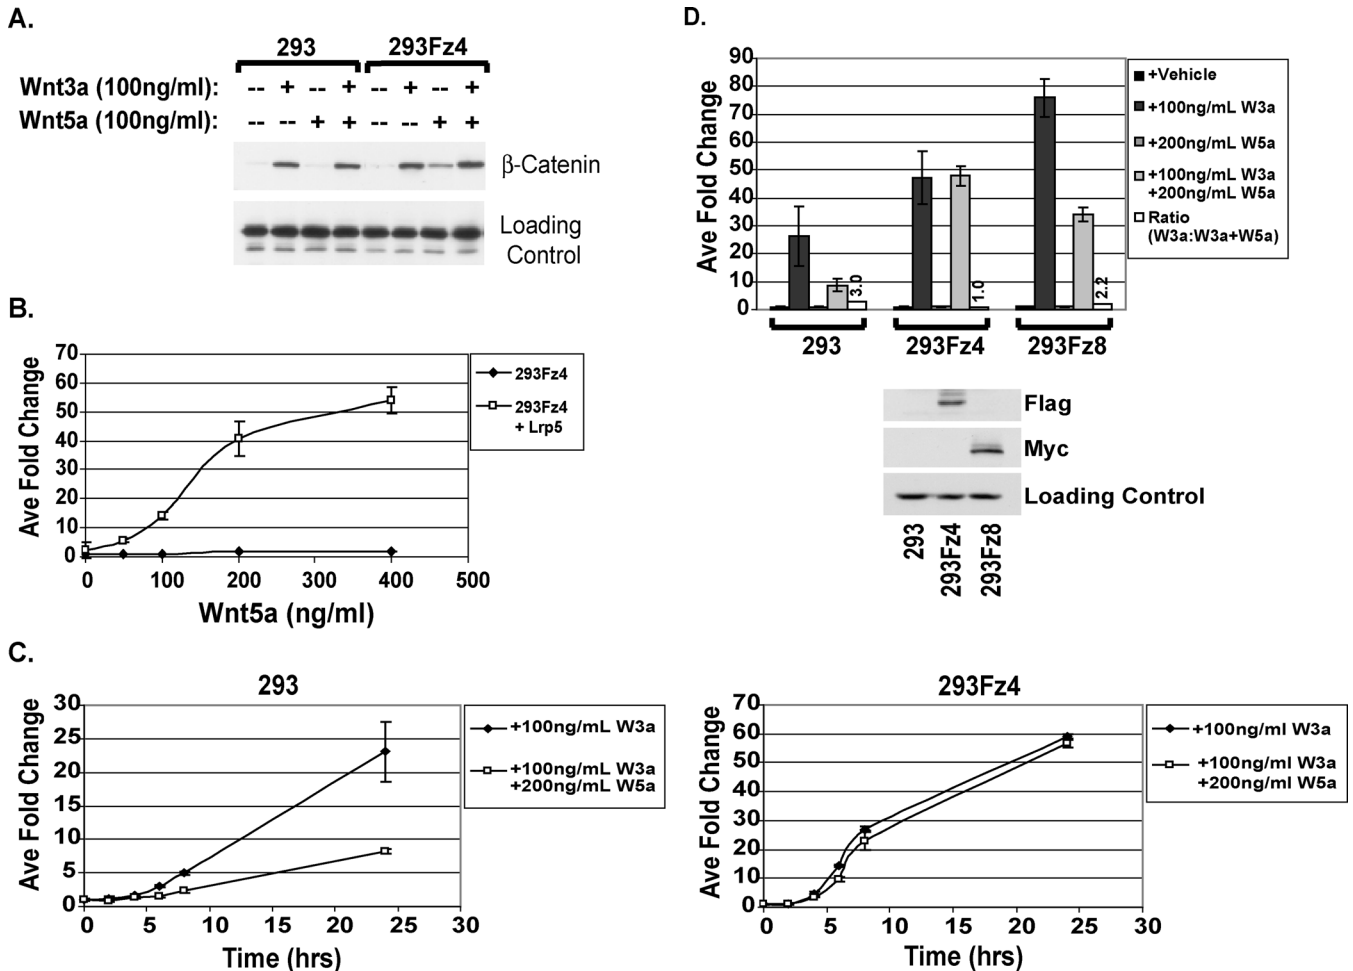 A.
293 293Fz4
Wnt3a (100ng/ml): -- + -- + -- + -- +
Wnt5a (100ng/ml): -- -- + + -- -- + +
β-Catenin
Loading
Control
B.
Ave Fold Change
70
60
50
40
30
20
10
0
0 100 200 300 400 500
Wnt5a (ng/ml)
293Fz4
293Fz4
+ Lrp5
C.
293
Ave Fold Change
30
25
20
15
10
5
0
0 5 10 15 20 25 30
Time (hrs)
+100ng/mL W3a
+100ng/mL W3a
+200ng/mL W5a
293Fz4
Ave Fold Change
70
60
50
40
30
20
10
0
0 5 10 15 20 25 30
Time (hrs)
+100ng/ml W3a
+100ng/ml W3a
+200ng/ml W5a
D.
Ave Fold Change
90
80
70
60
50
40
30
20
10
0
3.0
1.0
2.2
293 293Fz4 293Fz8
+Vehicle
+100ng/mL W3a
+200ng/mL W5a
+100ng/mL W3a
+200ng/mL W5a
Ratio
(W3a:W3a+W5a)
Flag
Myc
Loading Control
293
293Fz4
293Fz8